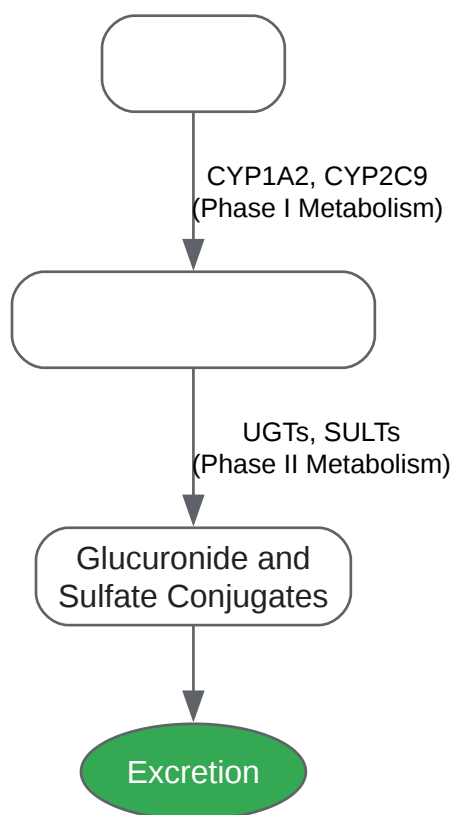 CYP1A2, CYP2C9
(Phase I Metabolism)
UGTs, SULTs
(Phase II Metabolism)
Glucuronide and
Sulfate Conjugates
Excretion